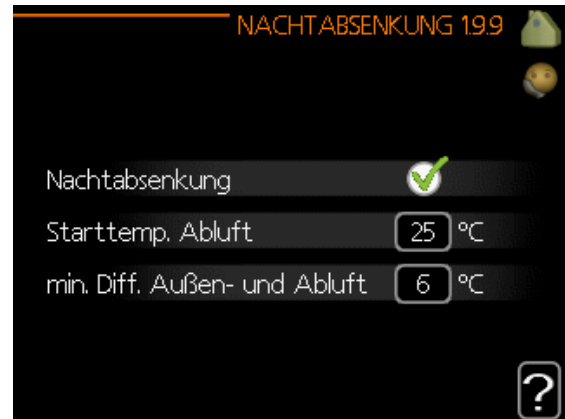 NACHTABSENKUNG 1.9.9
Nachtabsenkung
Starttemp. Abluft 25 °C
min. Diff. Außen- und Abluft 6 °C
?